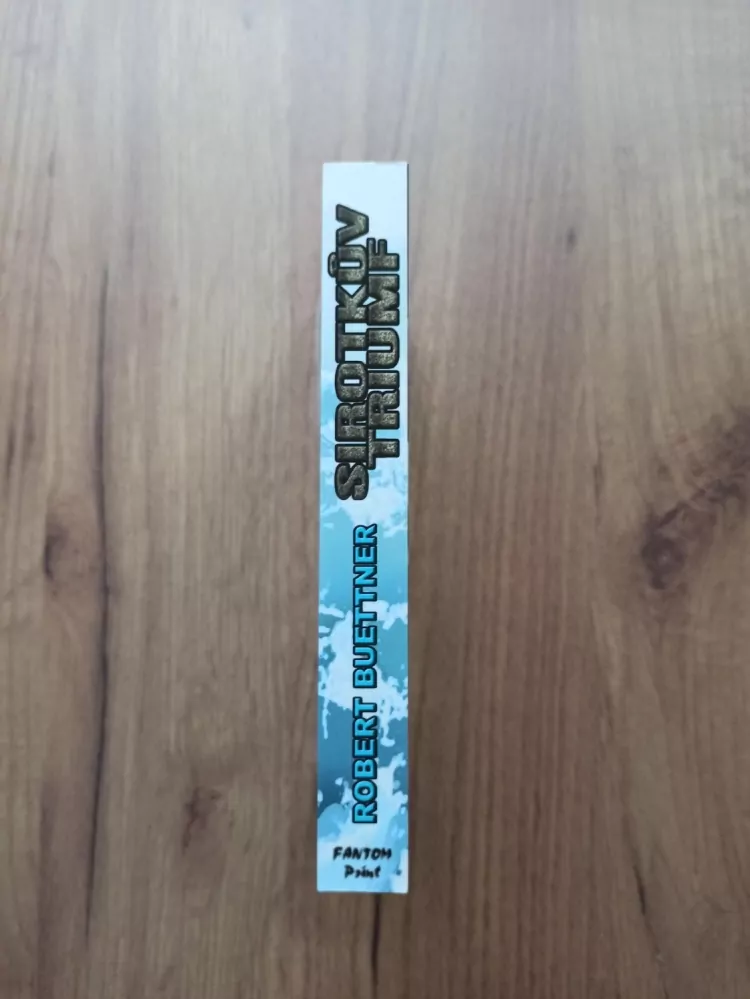 SIROTKŮV
TRIUMF
ROBERT BUETTNER
FANTOM
Print